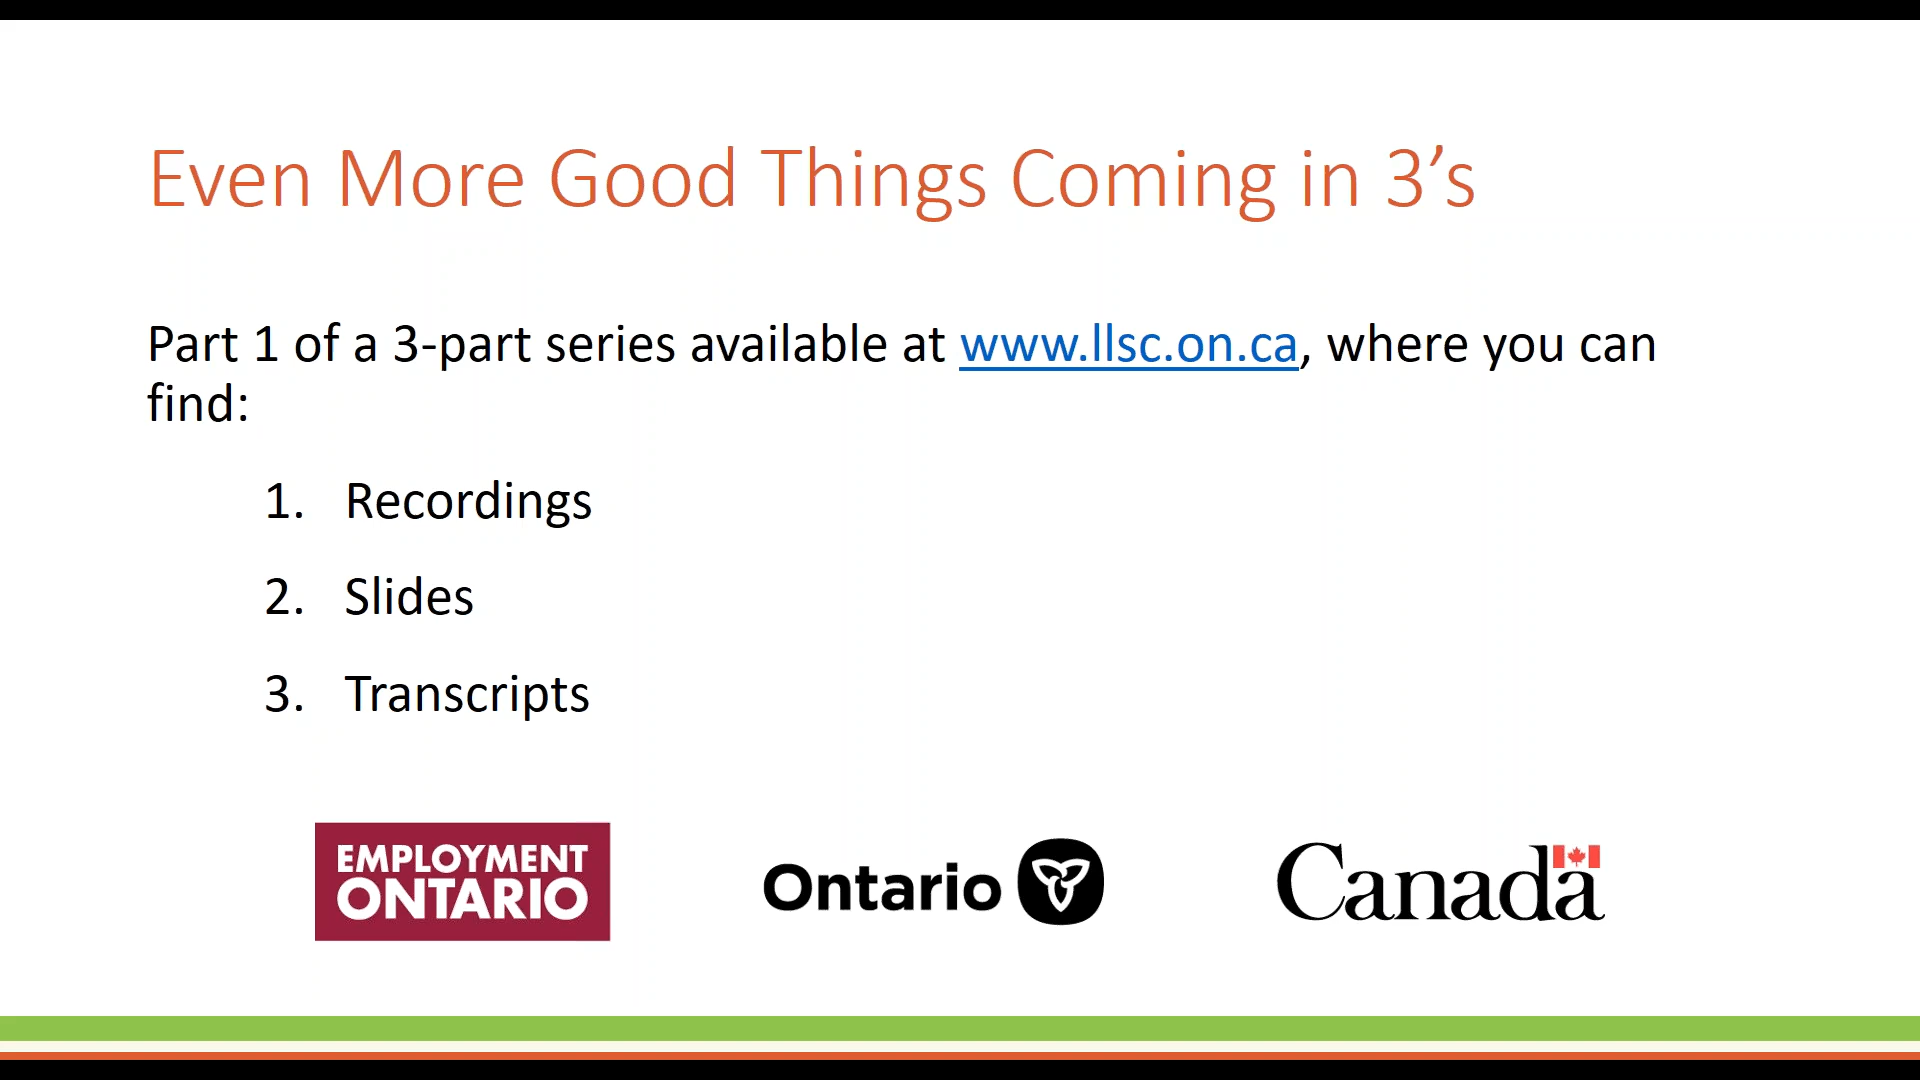 Even More Good Things Coming in 3’s
Part 1 of a 3-part series available at www.llsc.on.ca, where you can
find:
1. Recordings
2. Slides
3. Transcripts
EMPLOYMENT
ONTARIO
Ontario
Canada